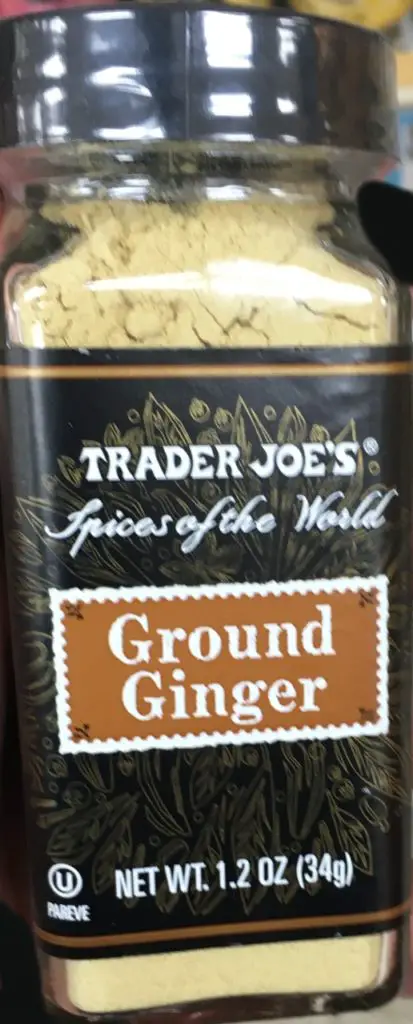 TRADER JOE'S®
Spices of the World
Ground
Ginger
U
PAREVE
NET WT. 1.2 OZ (34g)